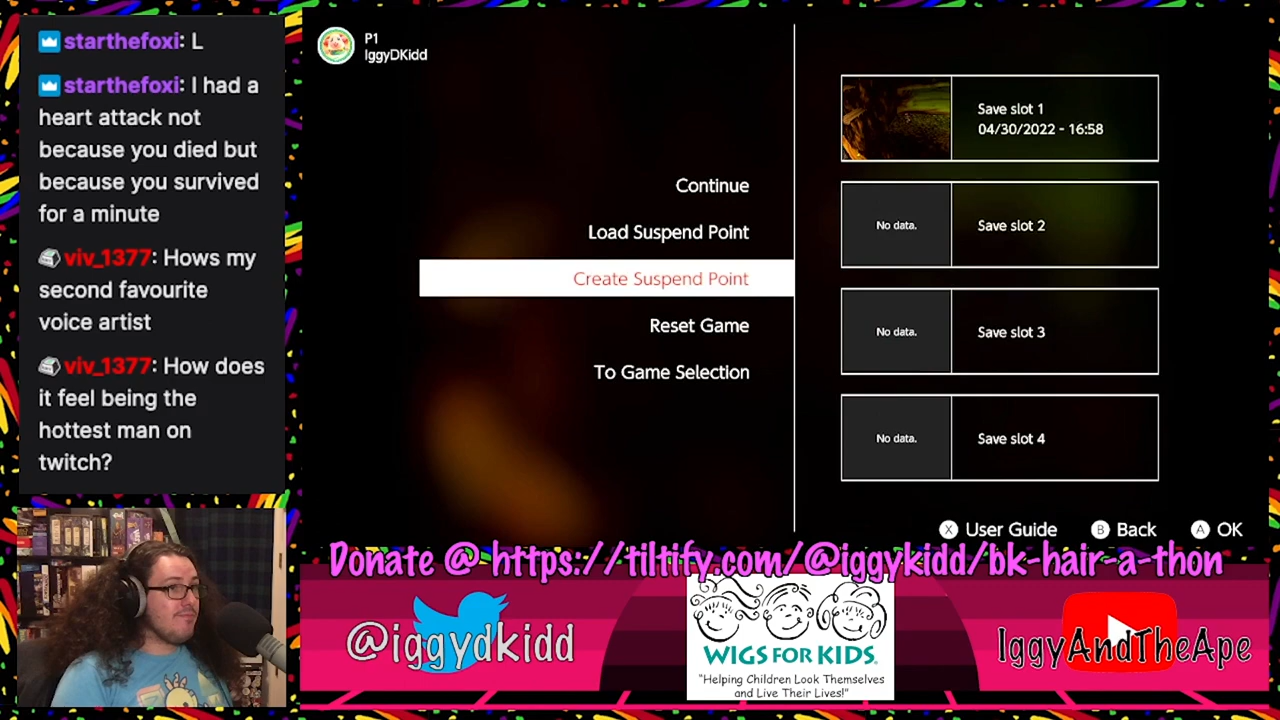 starthefoxi: L
starthefoxi: I had a
heart attack not
because you died but
because you survived
for a minute
viv_1377: Hows my
second favourite
voice artist
viv_1377: How does
it feel being the
hottest man on
twitch?
P1
IggyDKidd
Continue
Load Suspend Point
Create Suspend Point
Reset Game
To Game Selection
Save slot 1
04/30/2022 - 16:58
No data.
Save slot 2
No data.
Save slot 3
No data.
Save slot 4
X User Guide
B Back
A OK
Donate @ https://tiltify.com/@iggykidd/bk-hair-a-thon
@iggydkidd
WIGS FOR KIDS.
"Helping Children Look Themselves
and Live Their Lives!"
IggyAndTheApe